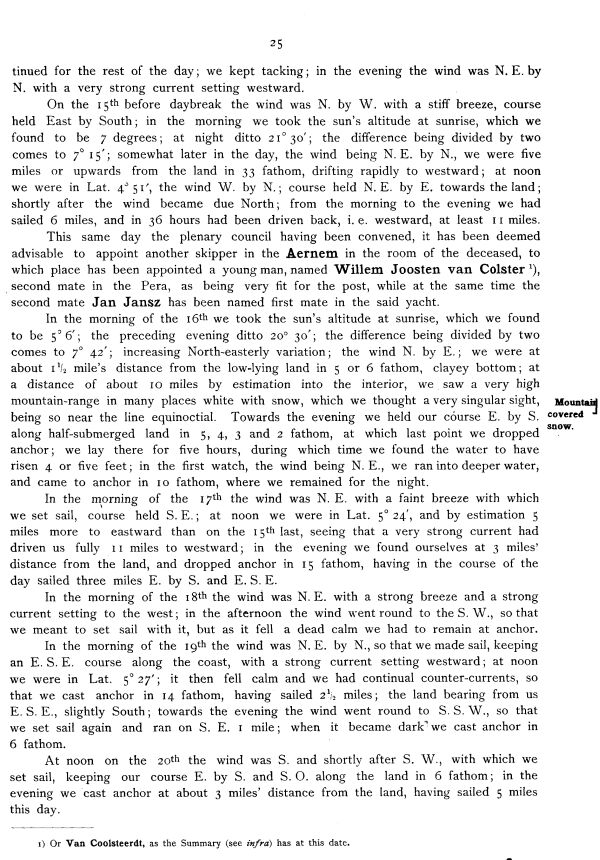 25
tinued for the rest of the day; we kept tacking; in the evening the wind was N. E. by
N. with a very strong current setting westward.
On the 15th before daybreak the wind was N. by W. with a stiff breeze, course
held East by South; in the morning we took the sun's altitude at sunrise, which we
found to be 7 degrees; at night ditto 21° 30′; the difference being divided by two
comes to 7° 15′; somewhat later in the day, the wind being N. E. by N., we were five
miles or upwards from the land in 33 fathom, drifting rapidly to westward; at noon
we were in Lat. 4° 51′, the wind W. by N.; course held N. E. by E. towards the land;
shortly after the wind became due North; from the morning to the evening we had
sailed 6 miles, and in 36 hours had been driven back, i. e. westward, at least 11 miles.
This same day the plenary council having been convened, it has been deemed
advisable to appoint another skipper in the Aernem in the room of the deceased, to
which place has been appointed a young man, named Willem Joosten van Colster ¹),
second mate in the Pera, as being very fit for the post, while at the same time the
second mate Jan Jansz has been named first mate in the said yacht.
In the morning of the 16th we took the sun's altitude at sunrise, which we found
to be 5° 6′; the preceding evening ditto 20° 30′; the difference being divided by two
comes to 7° 42′; increasing North-easterly variation; the wind N. by E.; we were at
about 1½ mile's distance from the low-lying land in 5 or 6 fathom, clayey bottom; at
a distance of about 10 miles by estimation into the interior, we saw a very high
mountain-range in many places white with snow, which we thought a very singular sight,
being so near the line equinoctial. Towards the evening we held our course E. by S.
along half-submerged land in 5, 4, 3 and 2 fathom, at which last point we dropped
anchor; we lay there for five hours, during which time we found the water to have
risen 4 or five feet; in the first watch, the wind being N. E., we ran into deeper water,
and came to anchor in 10 fathom, where we remained for the night.
Mountain
covered
snow.
In the morning of the 17th the wind was N. E. with a faint breeze with which
we set sail, course held S. E.; at noon we were in Lat. 5° 24′, and by estimation 5
miles more to eastward than on the 15th last, seeing that a very strong current had
driven us fully 11 miles to westward; in the evening we found ourselves at 3 miles'
distance from the land, and dropped anchor in 15 fathom, having in the course of the
day sailed three miles E. by S. and E. S. E.
In the morning of the 18th the wind was N. E. with a strong breeze and a strong
current setting to the west; in the afternoon the wind went round to the S. W., so that
we meant to set sail with it, but as it fell a dead calm we had to remain at anchor.
In the morning of the 19th the wind was N. E. by N., so that we made sail, keeping
an E. S. E. course along the coast, with a strong current setting westward; at noon
we were in Lat. 5° 27′; it then fell calm and we had continual counter-currents, so
that we cast anchor in 14 fathom, having sailed 2½ miles; the land bearing from us
E. S. E., slightly South; towards the evening the wind went round to S. S. W., so that
we set sail again and ran on S. E. 1 mile; when it became dark we cast anchor in
6 fathom.
At noon on the 20th the wind was S. and shortly after S. W., with which we
set sail, keeping our course E. by S. and S. O. along the land in 6 fathom; in the
evening we cast anchor at about 3 miles' distance from the land, having sailed 5 miles
this day.
1) Or Van Coolsteerdt, as the Summary (see infra) has at this date.